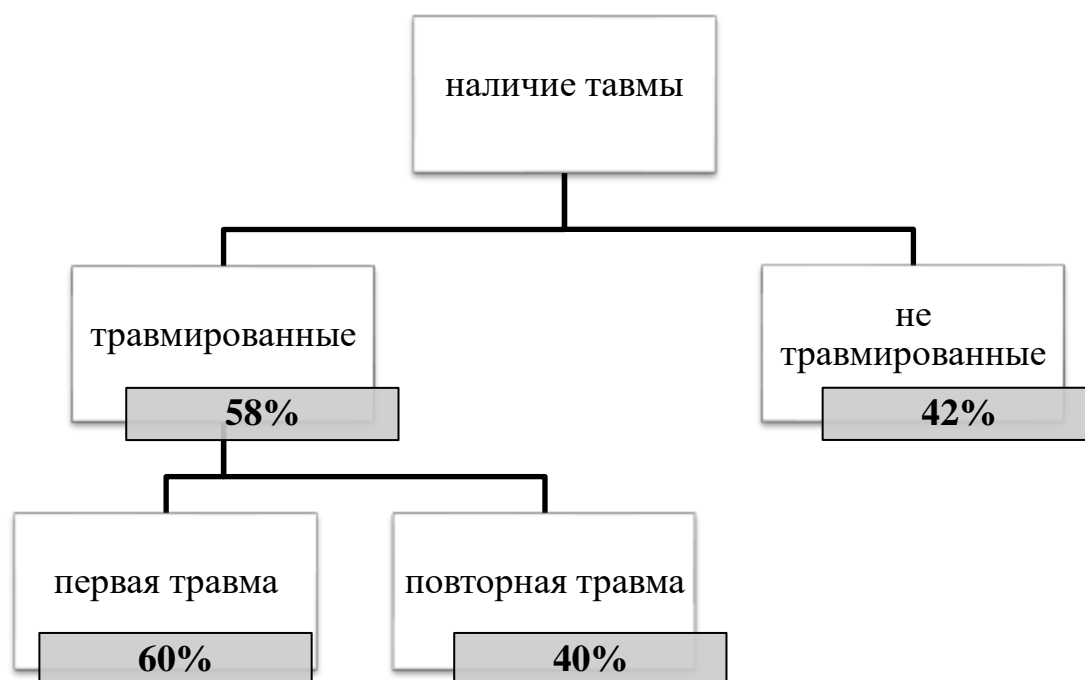 наличие тавмы
травмированные
58%
не
травмированные
42%
первая травма
60%
повторная травма
40%